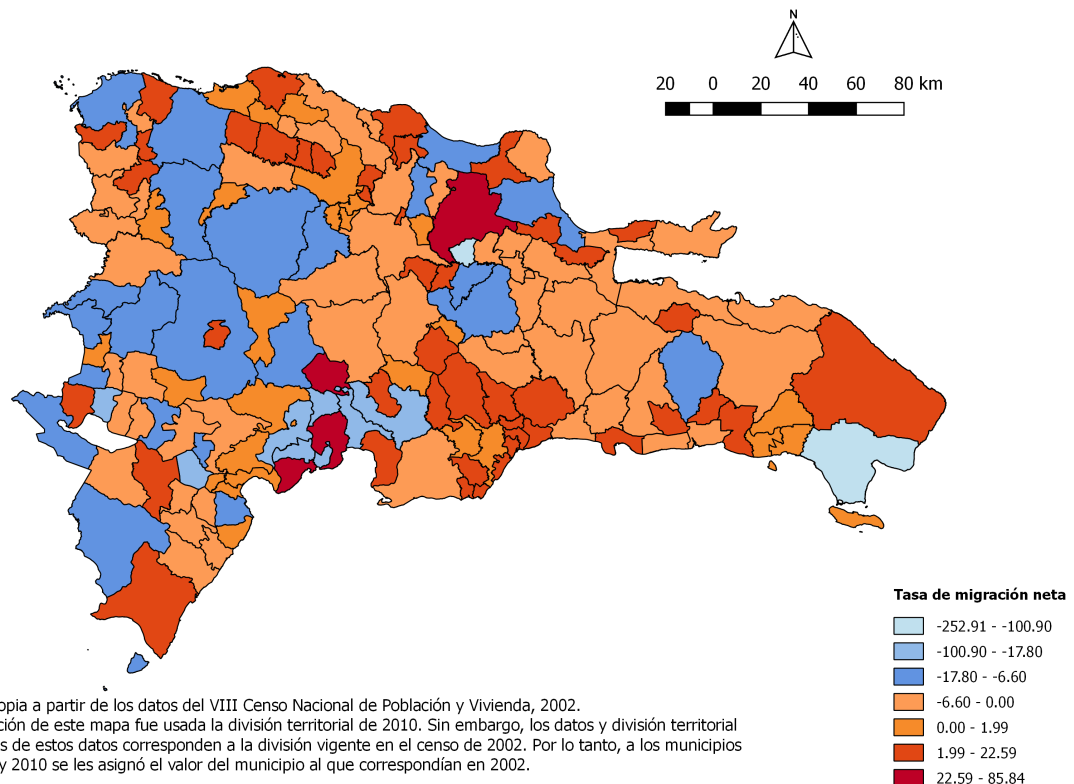 N
20 0 20 40 60 80 km
Tasa de migración neta
-252.91 - -100.90
-100.90 - -17.80
-17.80 - -6.60
-6.60 - 0.00
0.00 - 1.99
1.99 - 22.59
22.59 - 85.84
opia a partir de los datos del VIII Censo Nacional de Población y Vivienda, 2002.
ción de este mapa fue usada la división territorial de 2010. Sin embargo, los datos y división territorial
s de estos datos corresponden a la división vigente en el censo de 2002. Por lo tanto, a los municipios
y 2010 se les asignó el valor del municipio al que correspondían en 2002.